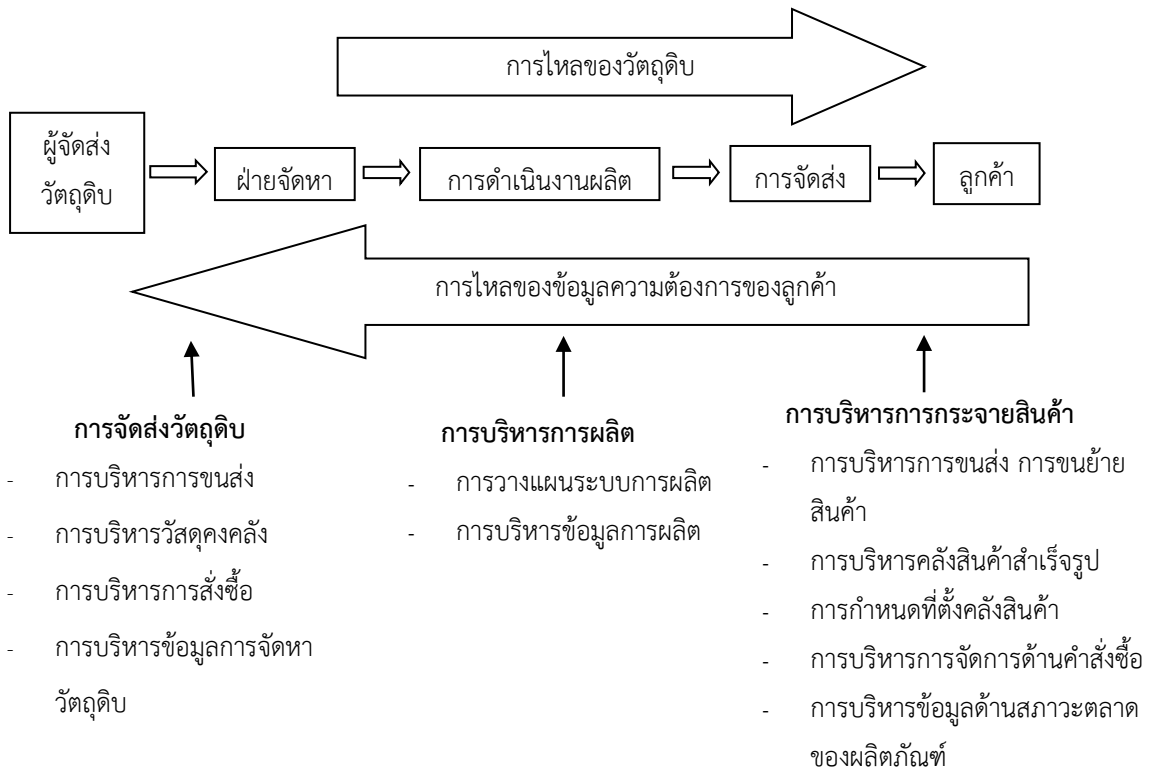 การไหลของวัตถุดิบ
ผู้จัดส่ง
วัตถุดิบ
ฝ่ายจัดหา
การดำเนินงานผลิต
การจัดส่ง
ลูกค้า
การไหลของข้อมูลความต้องการของลูกค้า
การจัดส่งวัตถุดิบ
- การบริหารการขนส่ง
- การบริหารวัสดุคงคลัง
- การบริหารการสั่งซื้อ
- การบริหารข้อมูลการจัดหา
วัตถุดิบ
การบริหารการผลิต
- การวางแผนระบบการผลิต
- การบริหารข้อมูลการผลิต
การบริหารการกระจายสินค้า
- การบริหารการขนส่ง การขนย้าย
สินค้า
- การบริหารคลังสินค้าสำเร็จรูป
- การกำหนดที่ตั้งคลังสินค้า
- การบริหารการจัดการด้านคำสั่งซื้อ
- การบริหารข้อมูลด้านสภาวะตลาด
ของผลิตภัณฑ์